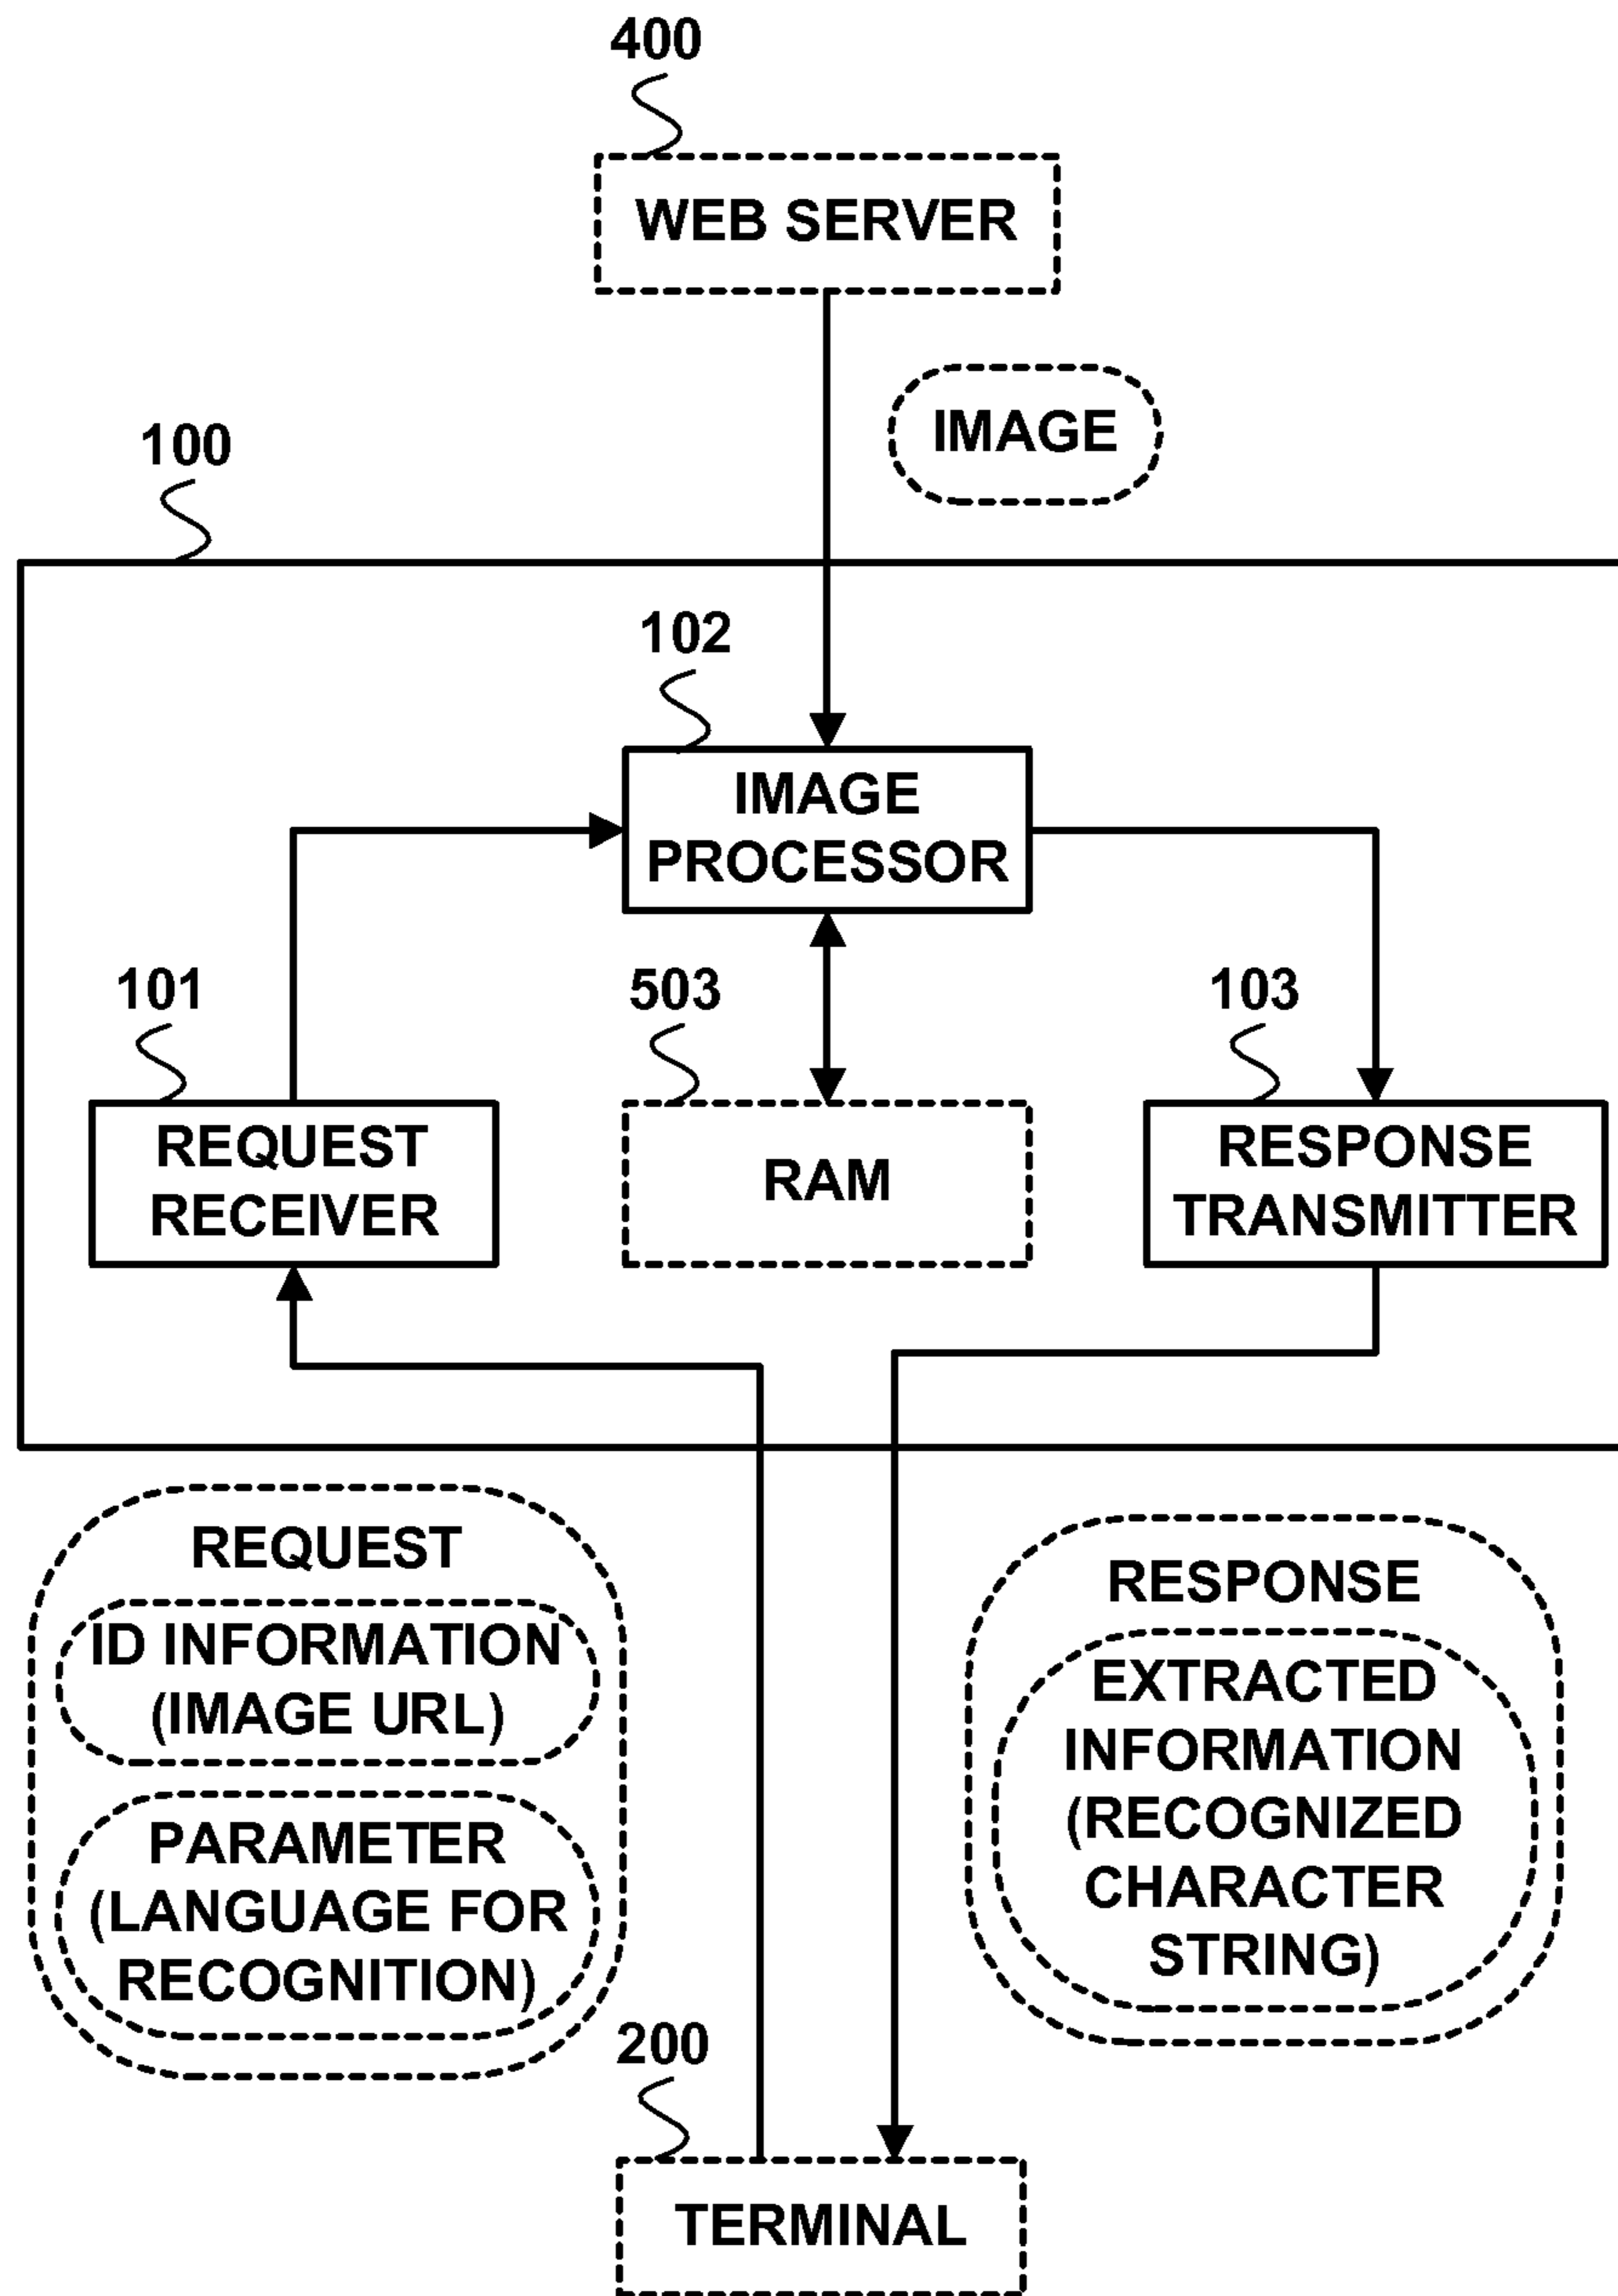 400
WEB SERVER
IMAGE
100
102
IMAGE
PROCESSOR
101
503
103
REQUEST
RECEIVER
RAM
RESPONSE
TRANSMITTER
REQUEST
ID INFORMATION
(IMAGE URL)
PARAMETER
(LANGUAGE FOR
RECOGNITION)
RESPONSE
EXTRACTED
INFORMATION
(RECOGNIZED
CHARACTER
STRING)
200
TERMINAL